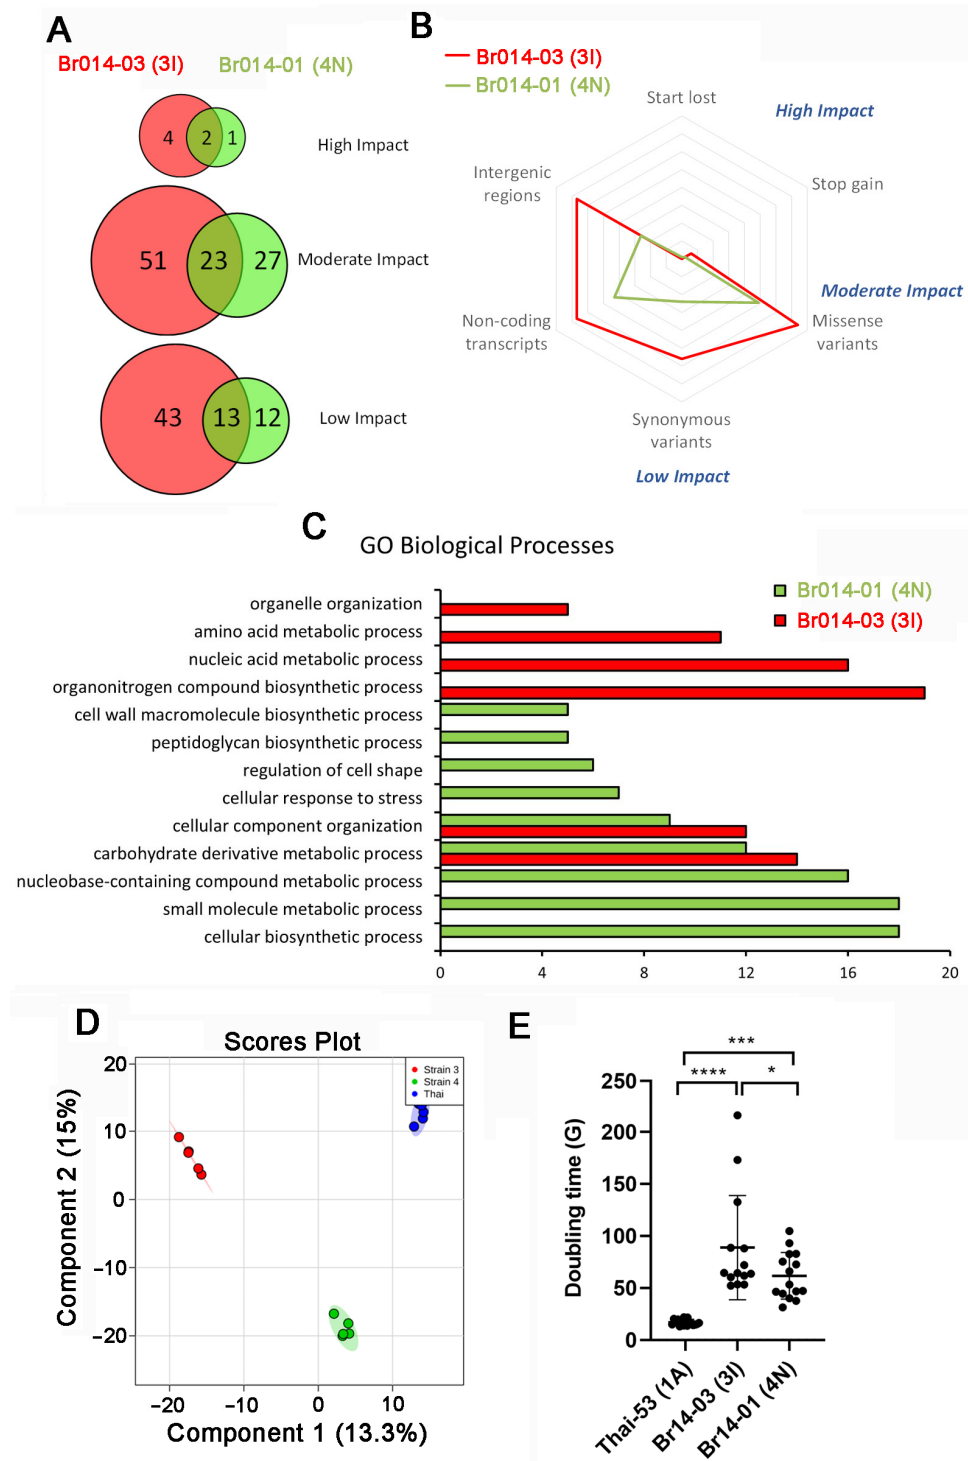 A
Br014-03 (3I) Br014-01 (4N)
4 2 1
High Impact
51 23 27
Moderate Impact
43 13 12
Low Impact
B
Br014-03 (3I)
Br014-01 (4N)
Start lost
High Impact
Intergenic
regions
Stop gain
Moderate Impact
Non-coding
transcripts
Missense
variants
Synonymous
variants
Low Impact
C
GO Biological Processes
Br014-01 (4N)
Br014-03 (3I)
organelle organization
amino acid metabolic process
nucleic acid metabolic process
organonitrogen compound biosynthetic process
cell wall macromolecule biosynthetic process
peptidoglycan biosynthetic process
regulation of cell shape
cellular response to stress
cellular component organization
carbohydrate derivative metabolic process
nucleobase-containing compound metabolic process
small molecule metabolic process
cellular biosynthetic process
0 4 8 12 16 20
D
Scores Plot
Strain 3
Strain 4
Thai
20
10
0
−10
−20
Component 2 (15%)
−20 −10 0 10
Component 1 (13.3%)
E
***
**** *
250
200
150
100
50
0
Doubling time (G)
Thai-53 (1A)
Br14-03 (3I)
Br14-01 (4N)